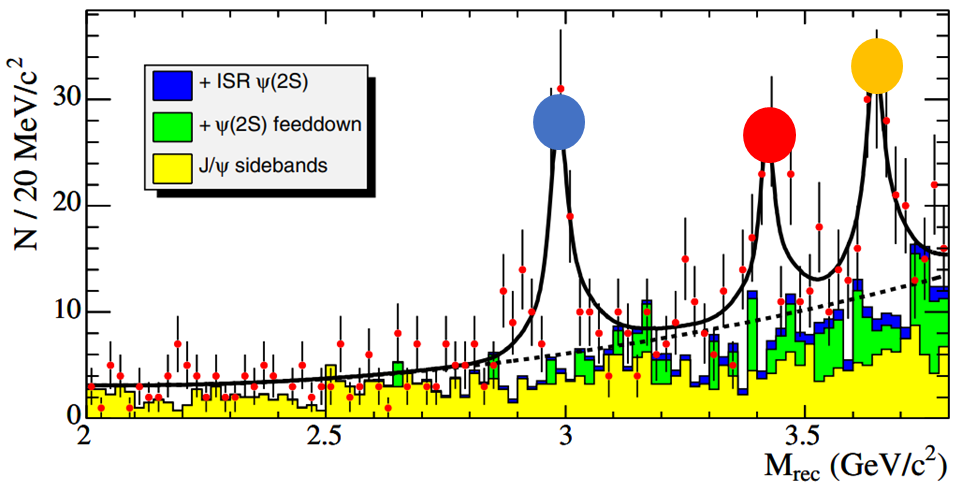 N / 20 MeV/c²
30
20
10
0
+ ISR ψ(2S)
+ ψ(2S) feeddown
J/ψ sidebands
2 2.5 3 3.5
M_rec (GeV/c²)